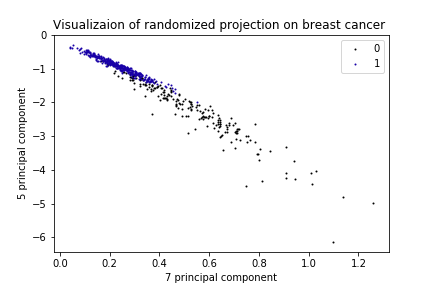 Visualizaion of randomized projection on breast cancer
0
1
5 principal component
0
−1
−2
−3
−4
−5
−6
0.0 0.2 0.4 0.6 0.8 1.0 1.2
7 principal component